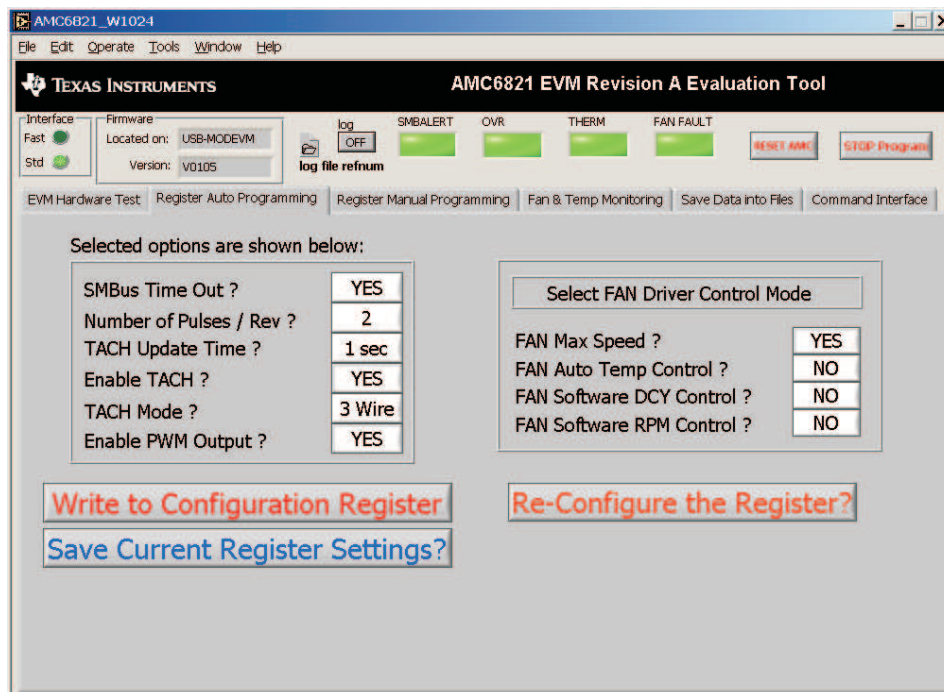 AMC6821_W1024
File Edit Operate Tools Window Help
TEXAS INSTRUMENTS
AMC6821 EVM Revision A Evaluation Tool
Interface
Fast
Std
Firmware
Located on: USB-MODEVM
Version: V0105
log
OFF
log file refnum
SMBALERT OVR THERM FAN FAULT
RESET AMC
STOP Program
EVM Hardware Test Register Auto Programming Register Manual Programming Fan & Temp Monitoring Save Data into Files Command Interface
Selected options are shown below:
SMBus Time Out ? YES
Number of Pulses / Rev ? 2
TACH Update Time ? 1 sec
Enable TACH ? YES
TACH Mode ? 3 Wire
Enable PWM Output ? YES
Select FAN Driver Control Mode
FAN Max Speed ? YES
FAN Auto Temp Control ? NO
FAN Software DCY Control ? NO
FAN Software RPM Control ? NO
Write to Configuration Register
Re-Configure the Register?
Save Current Register Settings?